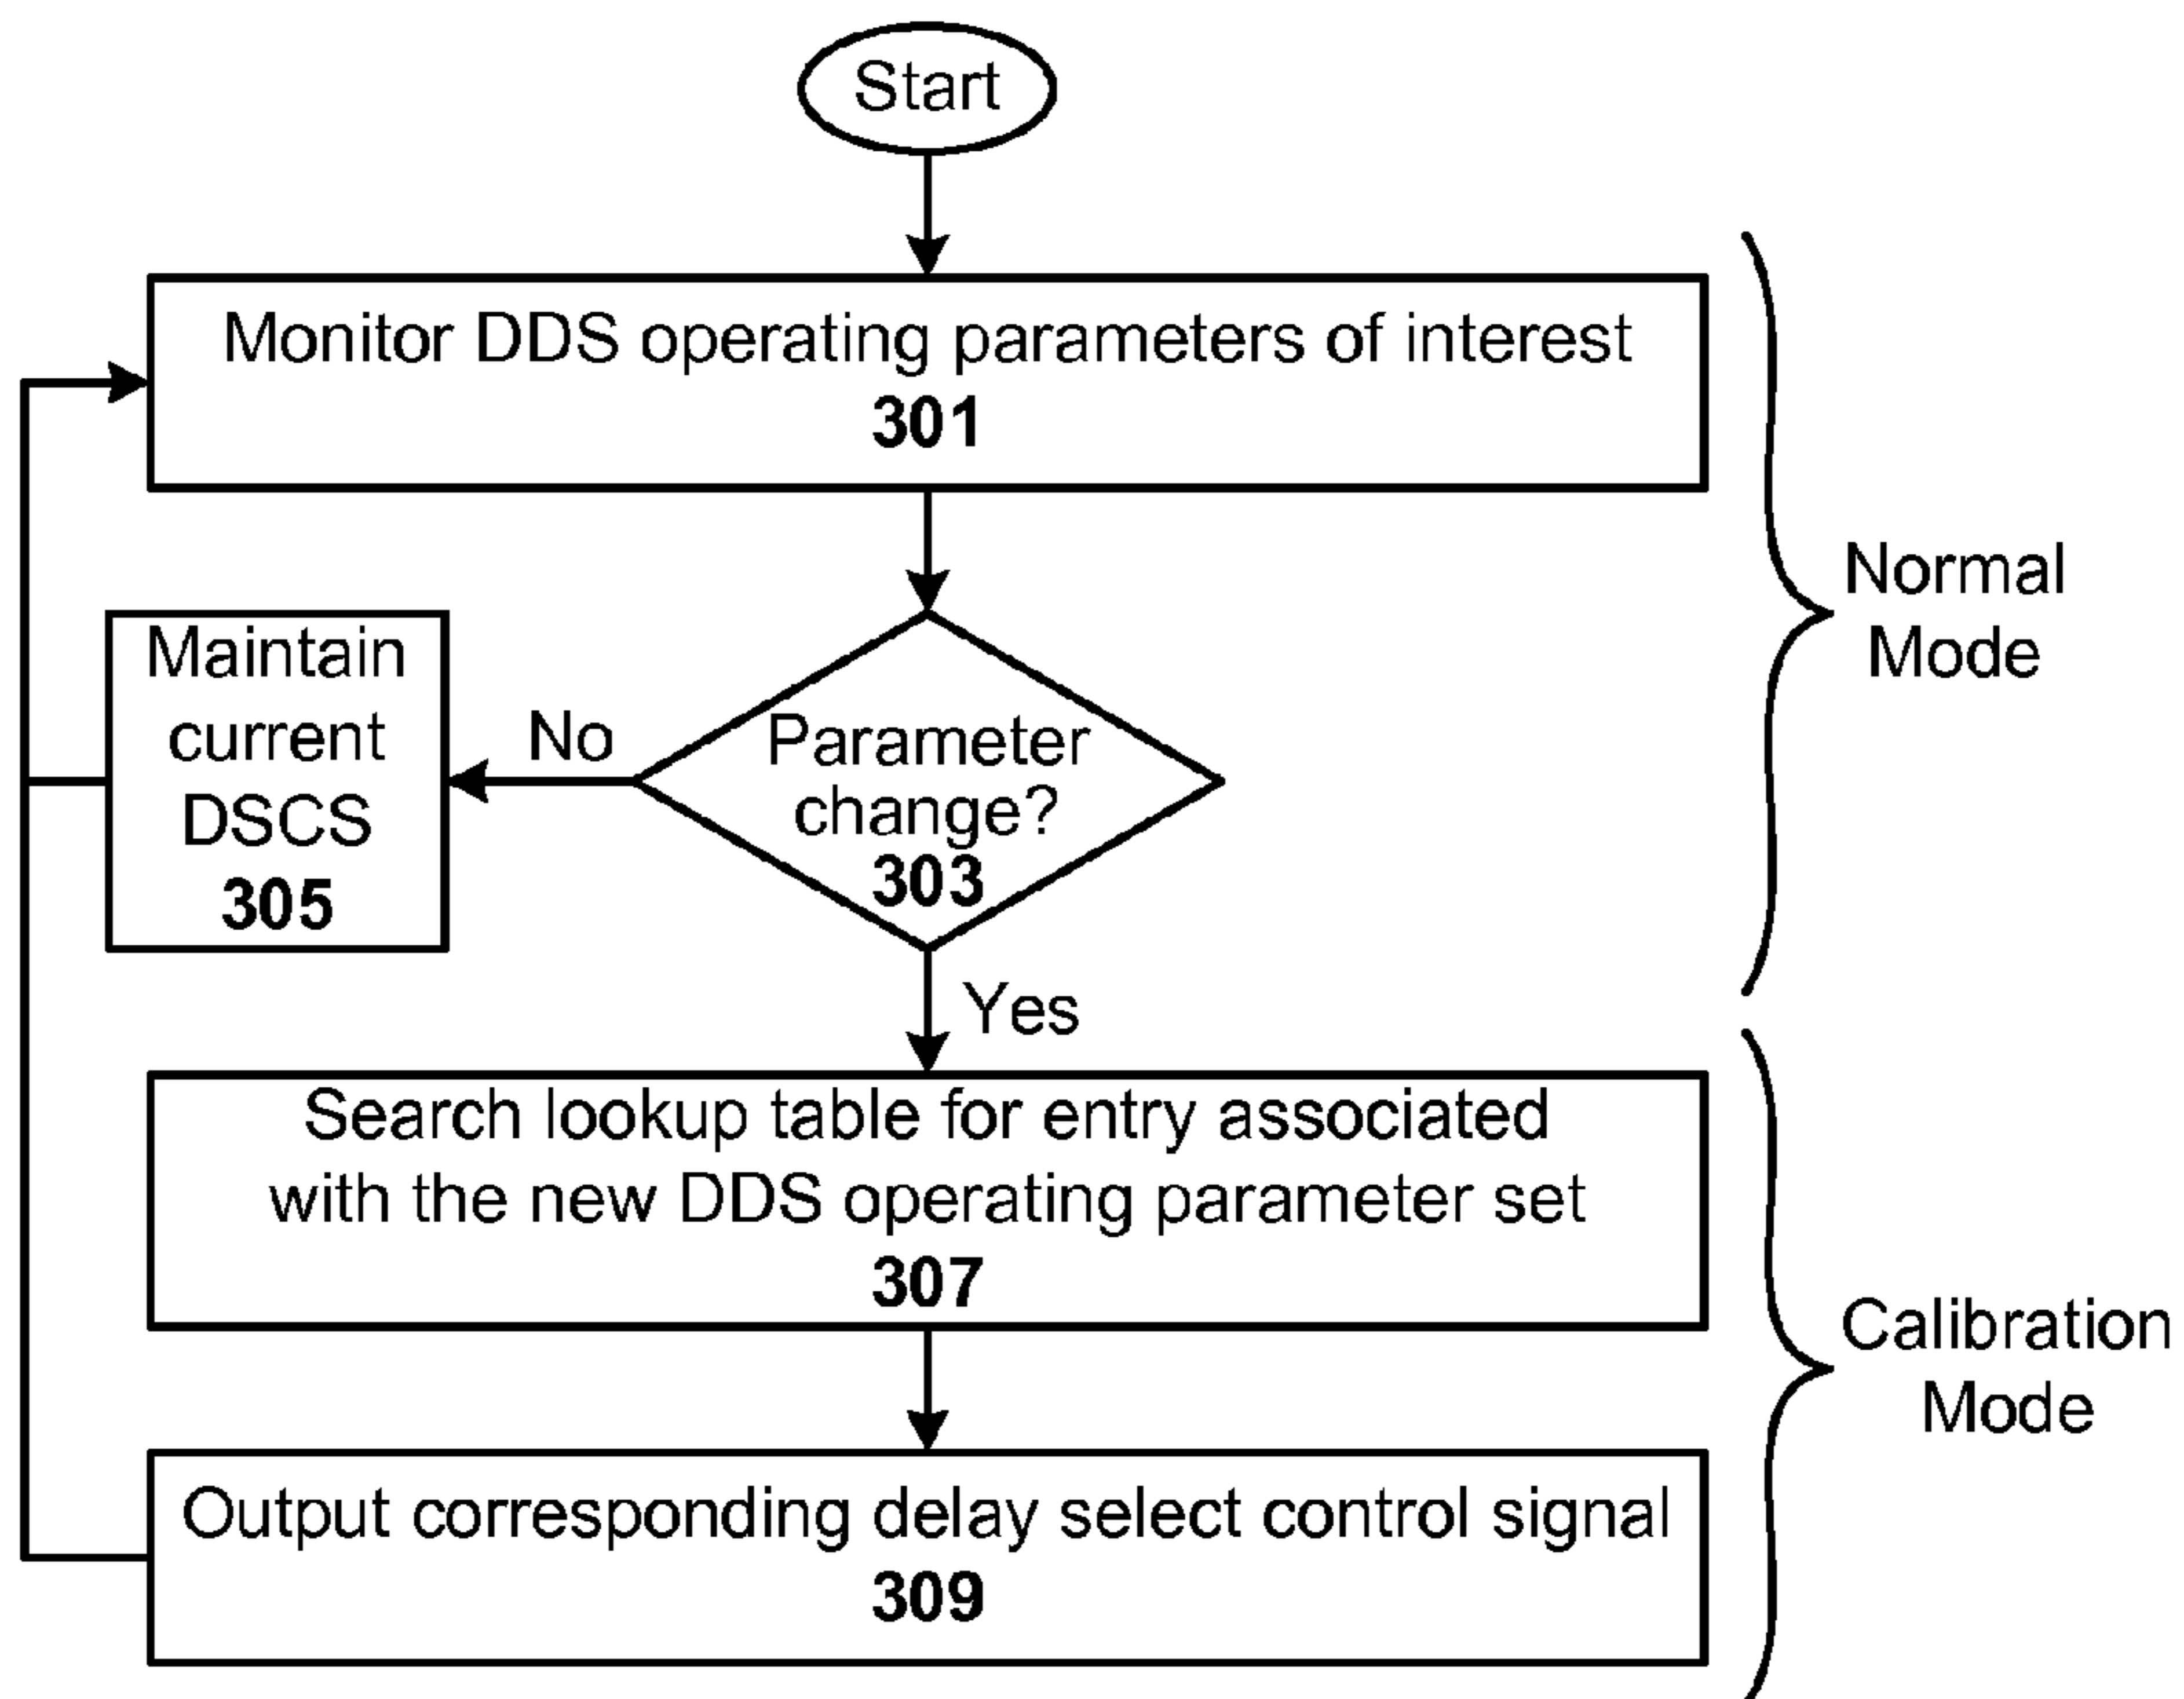 Start
Monitor DDS operating parameters of interest
301
Normal
Mode
Maintain
current
DSCS
305
No
Parameter
change?
303
Yes
Search lookup table for entry associated
with the new DDS operating parameter set
307
Calibration
Mode
Output corresponding delay select control signal
309